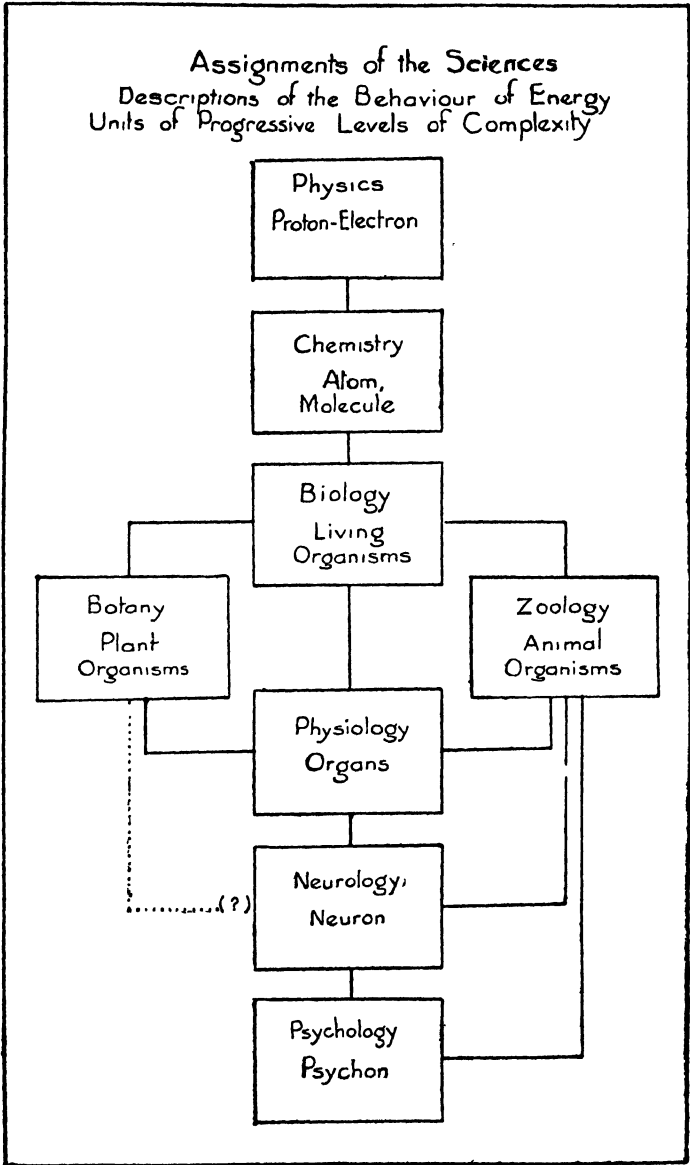 Assignments of the Sciences
Descriptions of the Behaviour of Energy
Units of Progressive Levels of Complexity
Physics
Proton-Electron
Chemistry
Atom,
Molecule
Biology
Living
Organisms
Botany
Plant
Organisms
Zoology
Animal
Organisms
Physiology
Organs
(?)
Neurology,
Neuron
Psychology
Psychon